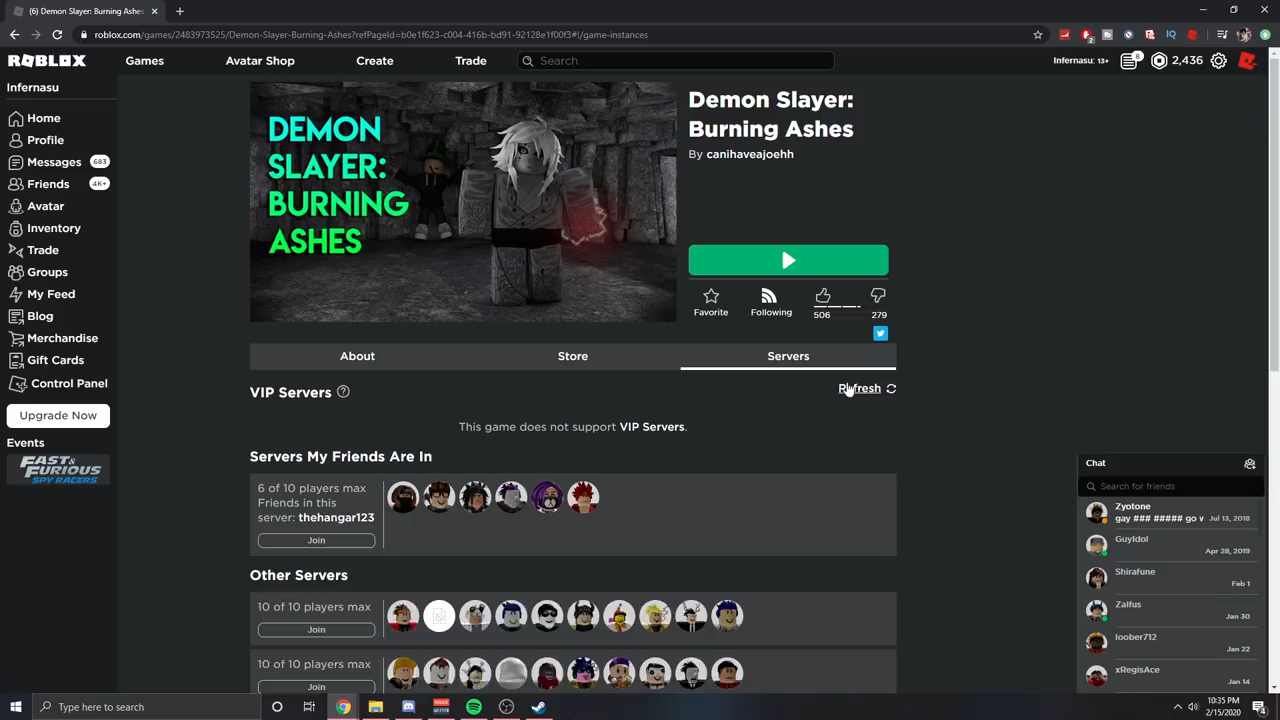 (6) Demon Slayer: Burning Ashes
roblox.com/games/2483973525/Demon-Slayer-Burning-Ashes?refPageId=b0e1f623-c004-416b-bd91-92128e1f00f3#!/game-instances
ROBLOX
Games
Avatar Shop
Create
Trade
Search
Infernasu: 13+
8
2,436
Infernasu
Home
Profile
Messages 683
Friends 4K+
Avatar
Inventory
Trade
Groups
My Feed
Blog
Merchandise
Gift Cards
Control Panel
Upgrade Now
Events
FAST &
FURIOUS
SPY RACERS
DEMON
SLAYER:
BURNING
ASHES
Demon Slayer:
Burning Ashes
By canihaveajoehh
Favorite
Following
506
279
About
Store
Servers
VIP Servers
Refresh
This game does not support VIP Servers.
Servers My Friends Are In
6 of 10 players max
Friends in this
server: thehangar123
Join
Other Servers
10 of 10 players max
Join
10 of 10 players max
Join
Chat
Search for friends
Zyotone
gay ### ##### go v Jul 13, 2018
GuyIdol
Apr 28, 2019
Shirafune
Feb 1
Zalfus
Jan 30
loober712
Jan 22
xRegisAce
Jan 14
Type here to search
10:35 PM
2/15/2020